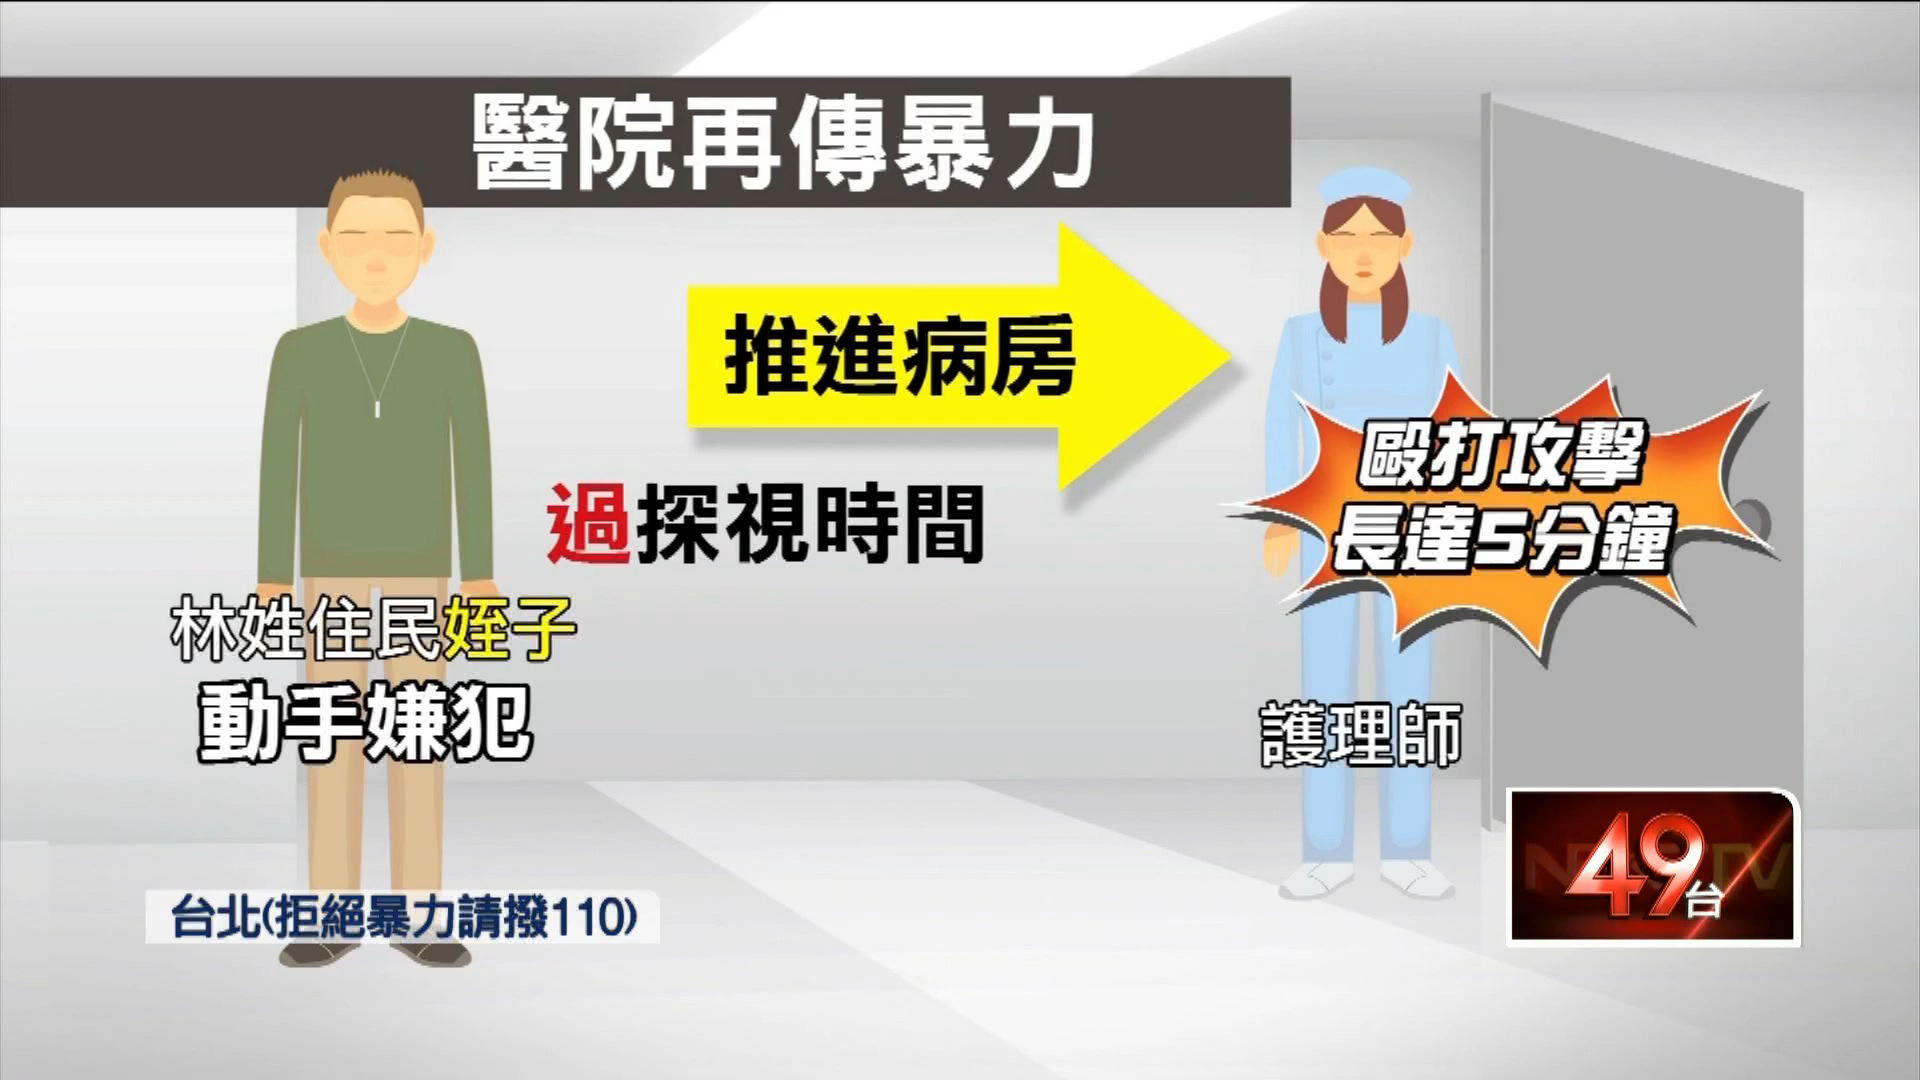 醫院再傳暴力
推進病房
過探視時間
毆打攻擊
長達5分鐘
林姓住民姪子
動手嫌犯
護理師
台北(拒絕暴力請撥110)
49台